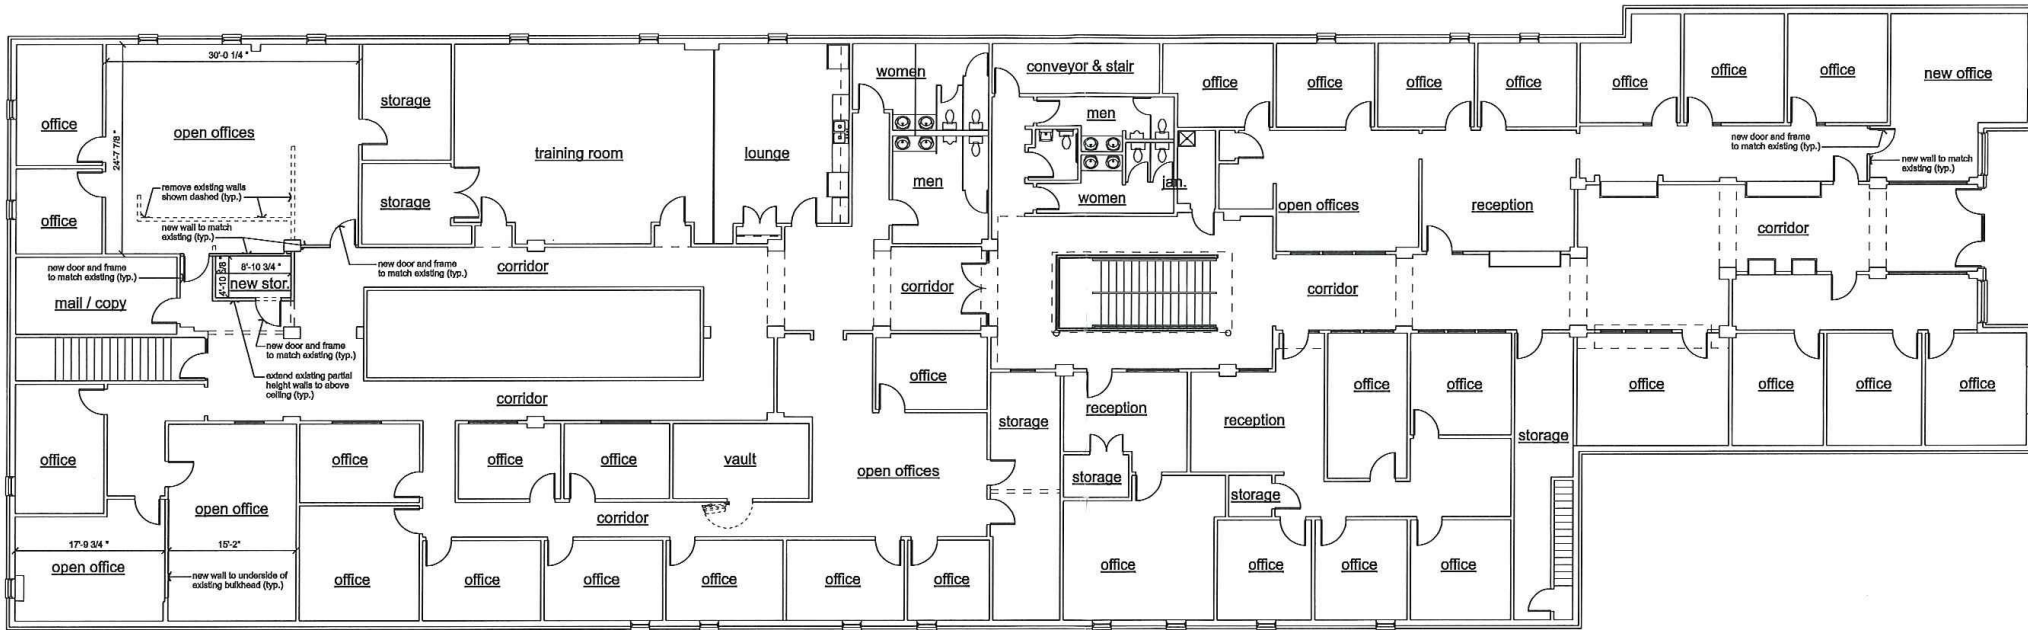 30'-0 1/4"
women
conveyor & stair
office
office
office
office
office
office
office
new office
storage
men
office
open offices
24'-7 7/8"
training room
lounge
new door and frame
to match existing (typ.)
new wall to match
existing (typ.)
men
jan.
women
remove existing walls
shown dashed (typ.)
storage
open offices
reception
office
new wall to match
existing (typ.)
corridor
new door and frame
to match existing (typ.)
8'-10 3/4"
4'-10 5/8"
new stor.
new door and frame
to match existing (typ.)
corridor
corridor
corridor
mail / copy
new door and frame
to match existing (typ.)
extend existing partial
height walls to above
ceiling (typ.)
office
office
office
office
office
office
office
corridor
reception
reception
storage
storage
office
office
office
office
vault
open offices
storage
storage
open office
corridor
17'-9 3/4"
15'-2"
open office
new wall to underside of
existing bulkhead (typ.)
office
office
office
office
office
office
office
office
office
office